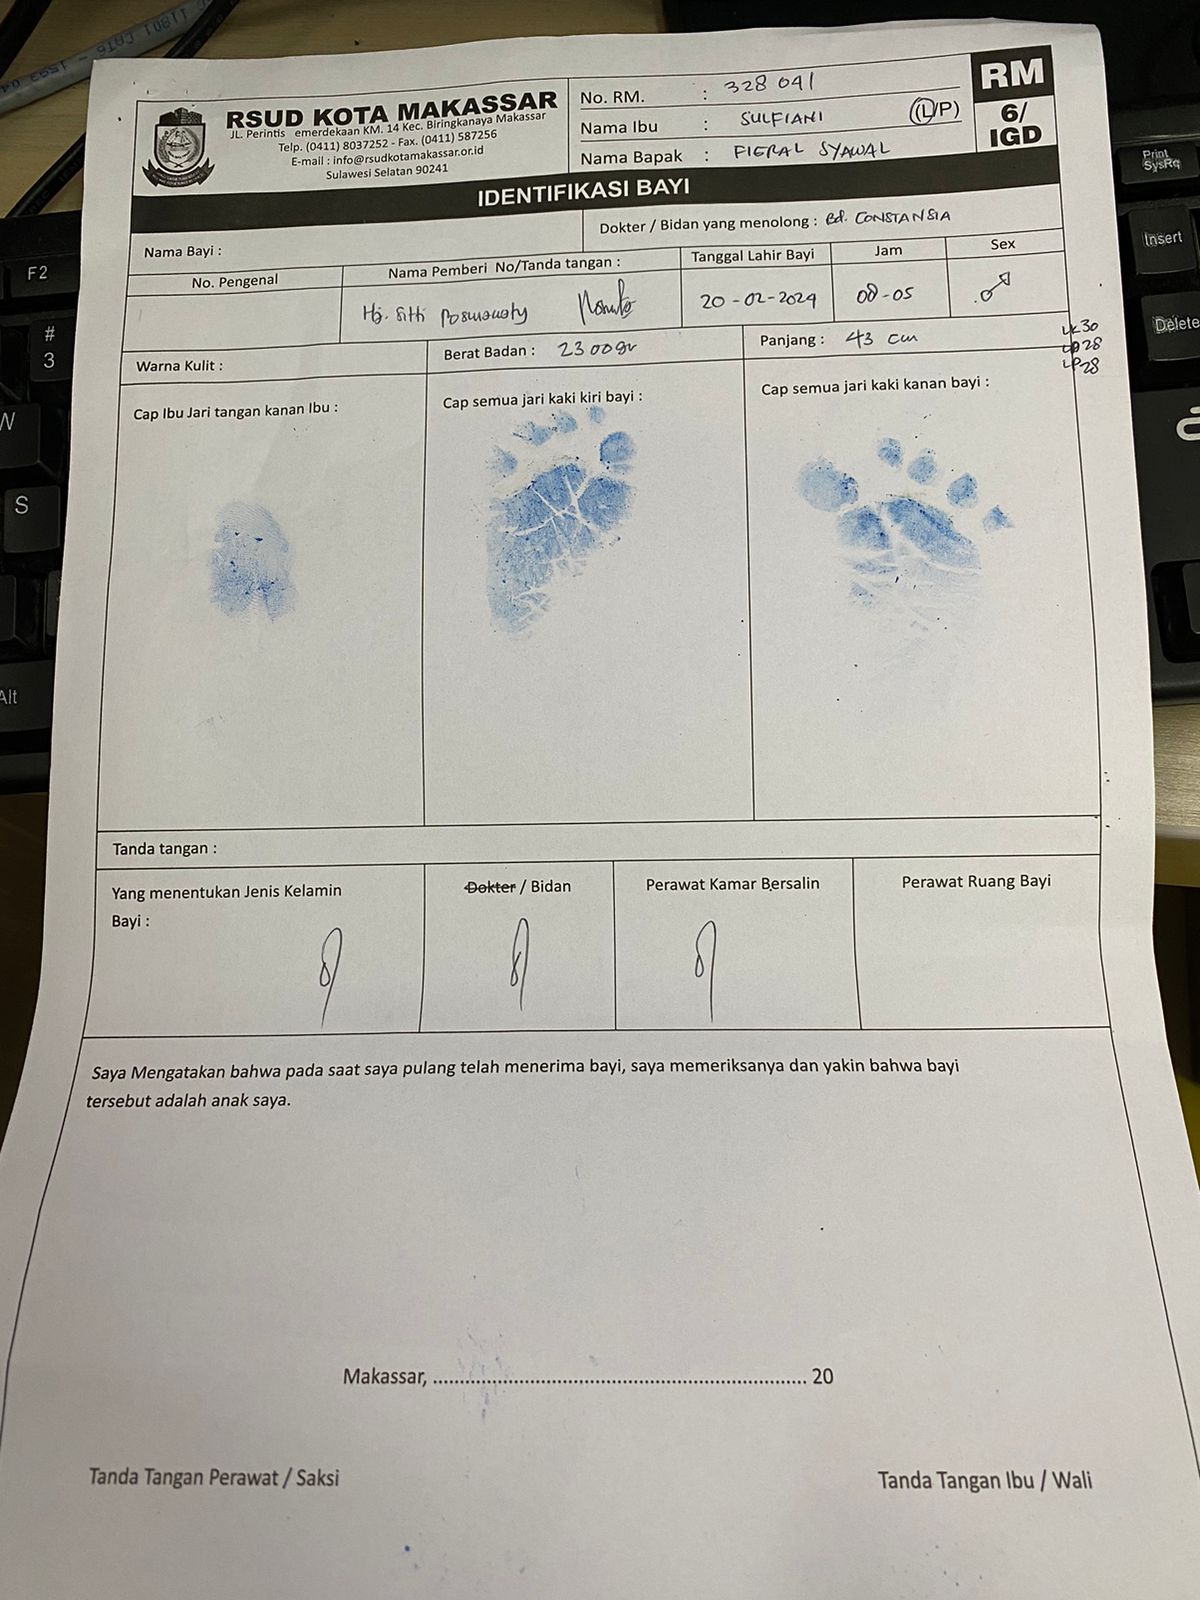 RSUD KOTA MAKASSAR
JL. Perintis emerdekaan KM. 14 Kec. Biringkanaya Makassar
Telp. (0411) 8037252 - Fax. (0411) 587256
E-mail : info@rsudkotamakassar.or.id
Sulawesi Selatan 90241
No. RM. : 328 041
Nama Ibu : SULFIANI (L/P)
Nama Bapak : FIERAL SYAWAL
RM
6/
IGD
IDENTIFIKASI BAYI
Nama Bayi :
Dokter / Bidan yang menolong : Bd. CONSTANSIA
No. Pengenal
Nama Pemberi No/Tanda tangan :
Tanggal Lahir Bayi
Jam
Sex
Hj. Sitti
20-02-2024
08-05
♂
Warna Kulit :
Berat Badan : 2300gr
Panjang : 43 cm
LK 30
28
LP 28
Cap Ibu Jari tangan kanan Ibu :
Cap semua jari kaki kiri bayi :
Cap semua jari kaki kanan bayi :
Tanda tangan :
Yang menentukan Jenis Kelamin
Bayi :
Dokter / Bidan
Perawat Kamar Bersalin
Perawat Ruang Bayi
Saya Mengatakan bahwa pada saat saya pulang telah menerima bayi, saya memeriksanya dan yakin bahwa bayi
tersebut adalah anak saya.
Makassar, ........................................................................ 20
Tanda Tangan Perawat / Saksi
Tanda Tangan Ibu / Wali
F2
#
3
W
S
Alt
Print
SysRq
Insert
Delete